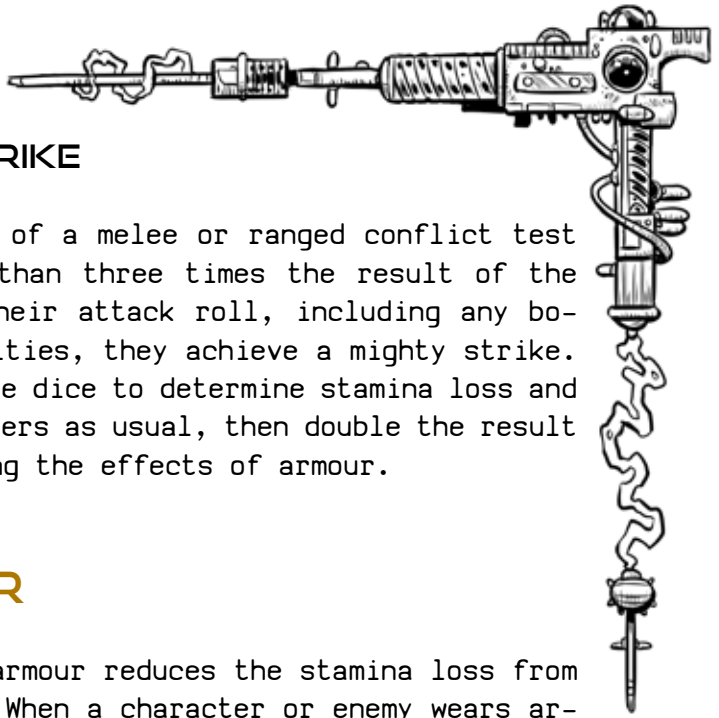 RIKE
of a melee or ranged conflict test
than three times the result of the
heir attack roll, including any bo-
lities, they achieve a mighty strike.
e dice to determine stamina loss and
ers as usual, then double the result
ng the effects of armour.
R
armour reduces the stamina loss from
When a character or enemy wears ar-